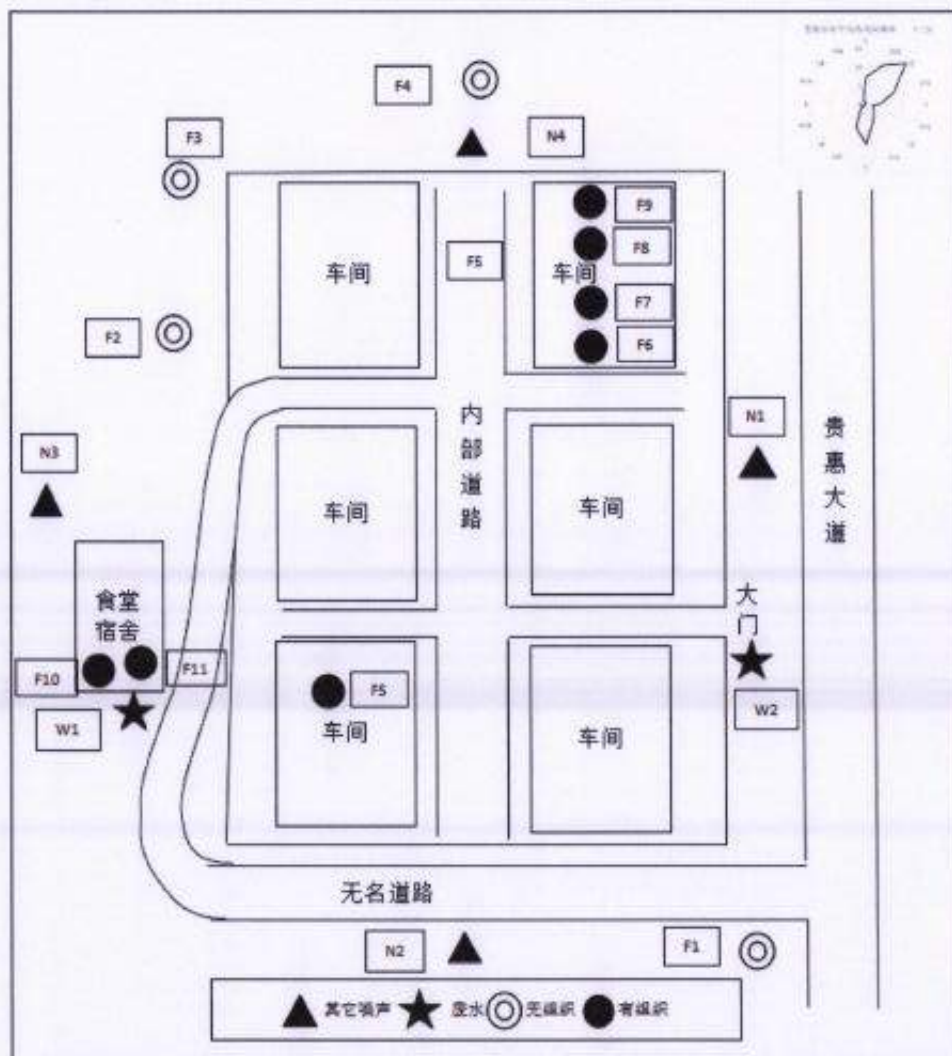 F4
N4
F3
F9
F8
F5
车间
车间
F7
F6
F2
N1
贵惠大道
内部道路
N3
车间
车间
食堂
宿舍
大门
F10
F11
F5
W1
W2
车间
车间
无名道路
N2
F1
其它噪声
废水
无组织
有组织